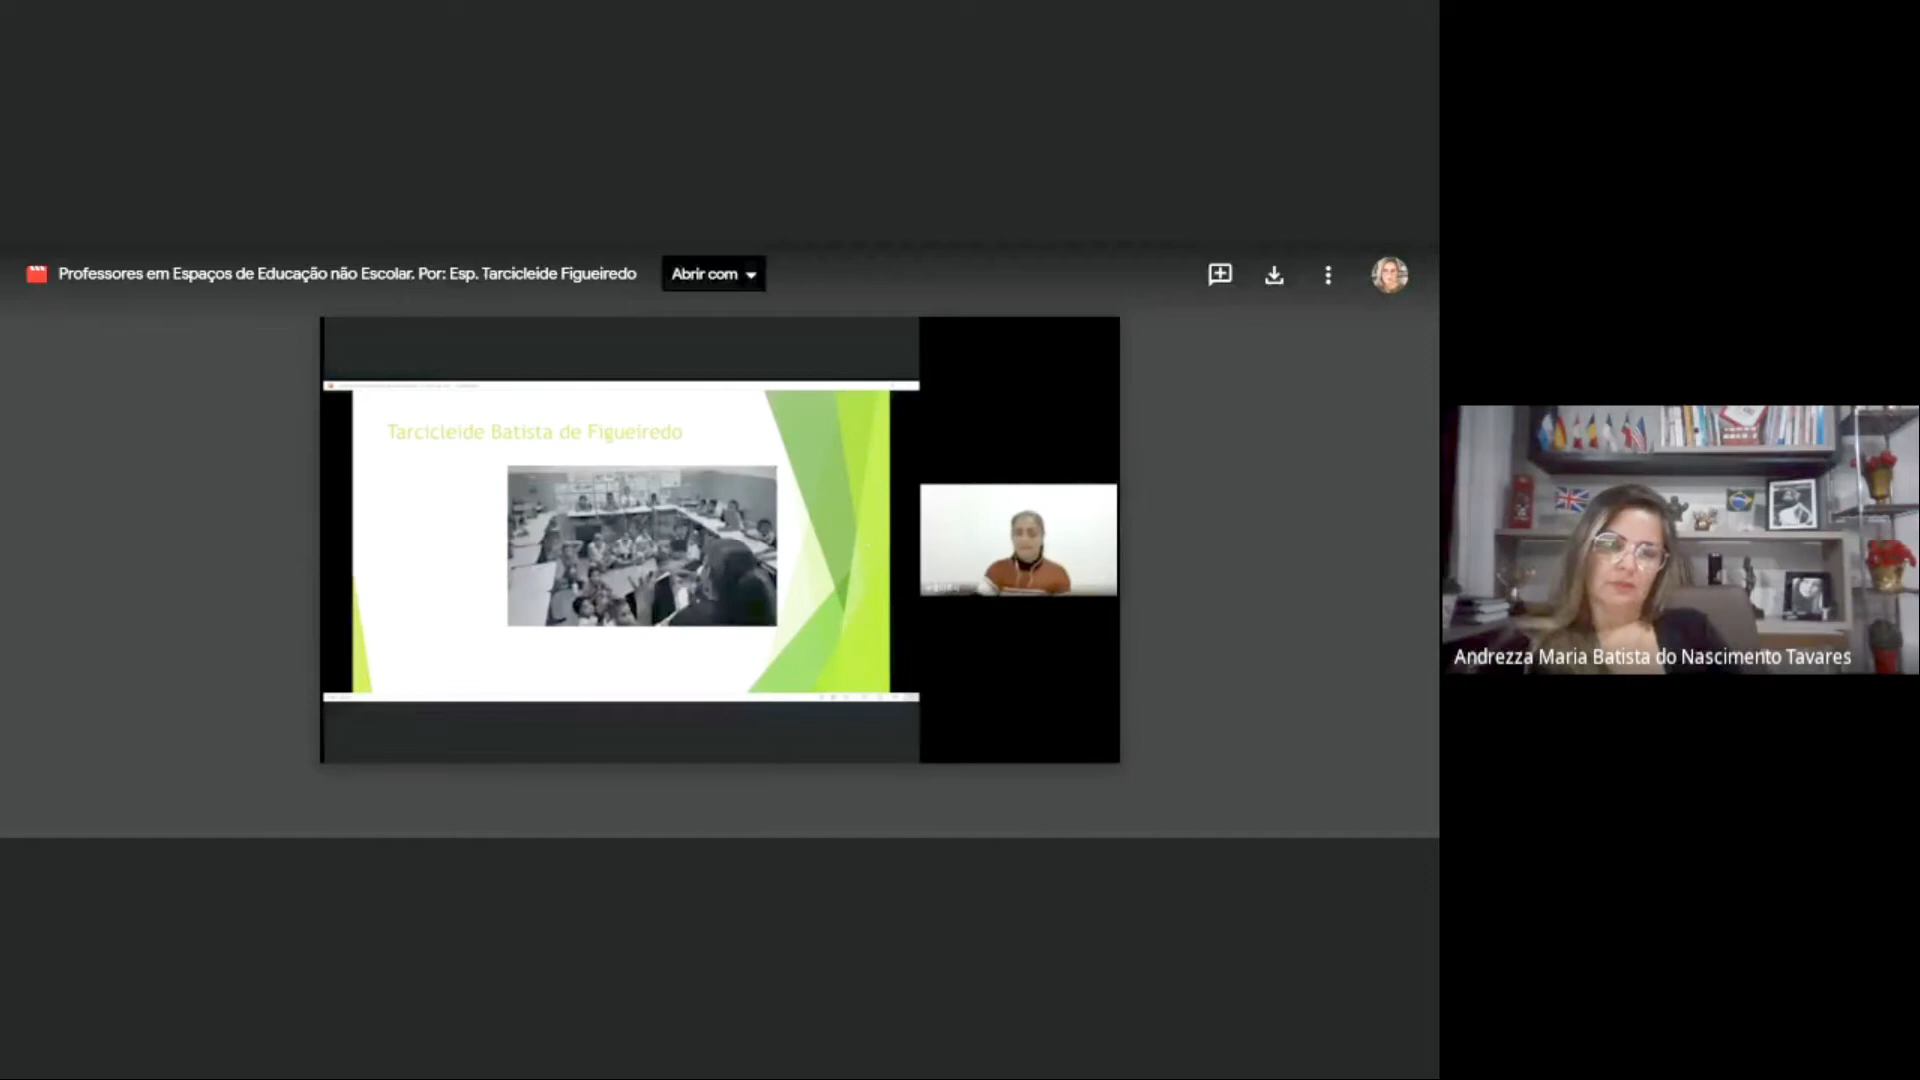 Professores em Espaços de Educação não Escolar. Por: Esp. Tarcicleide Figueiredo
Abrir com
Tarcicleide Batista de Figueiredo
Andrezza Maria Batista do Nascimento Tavares